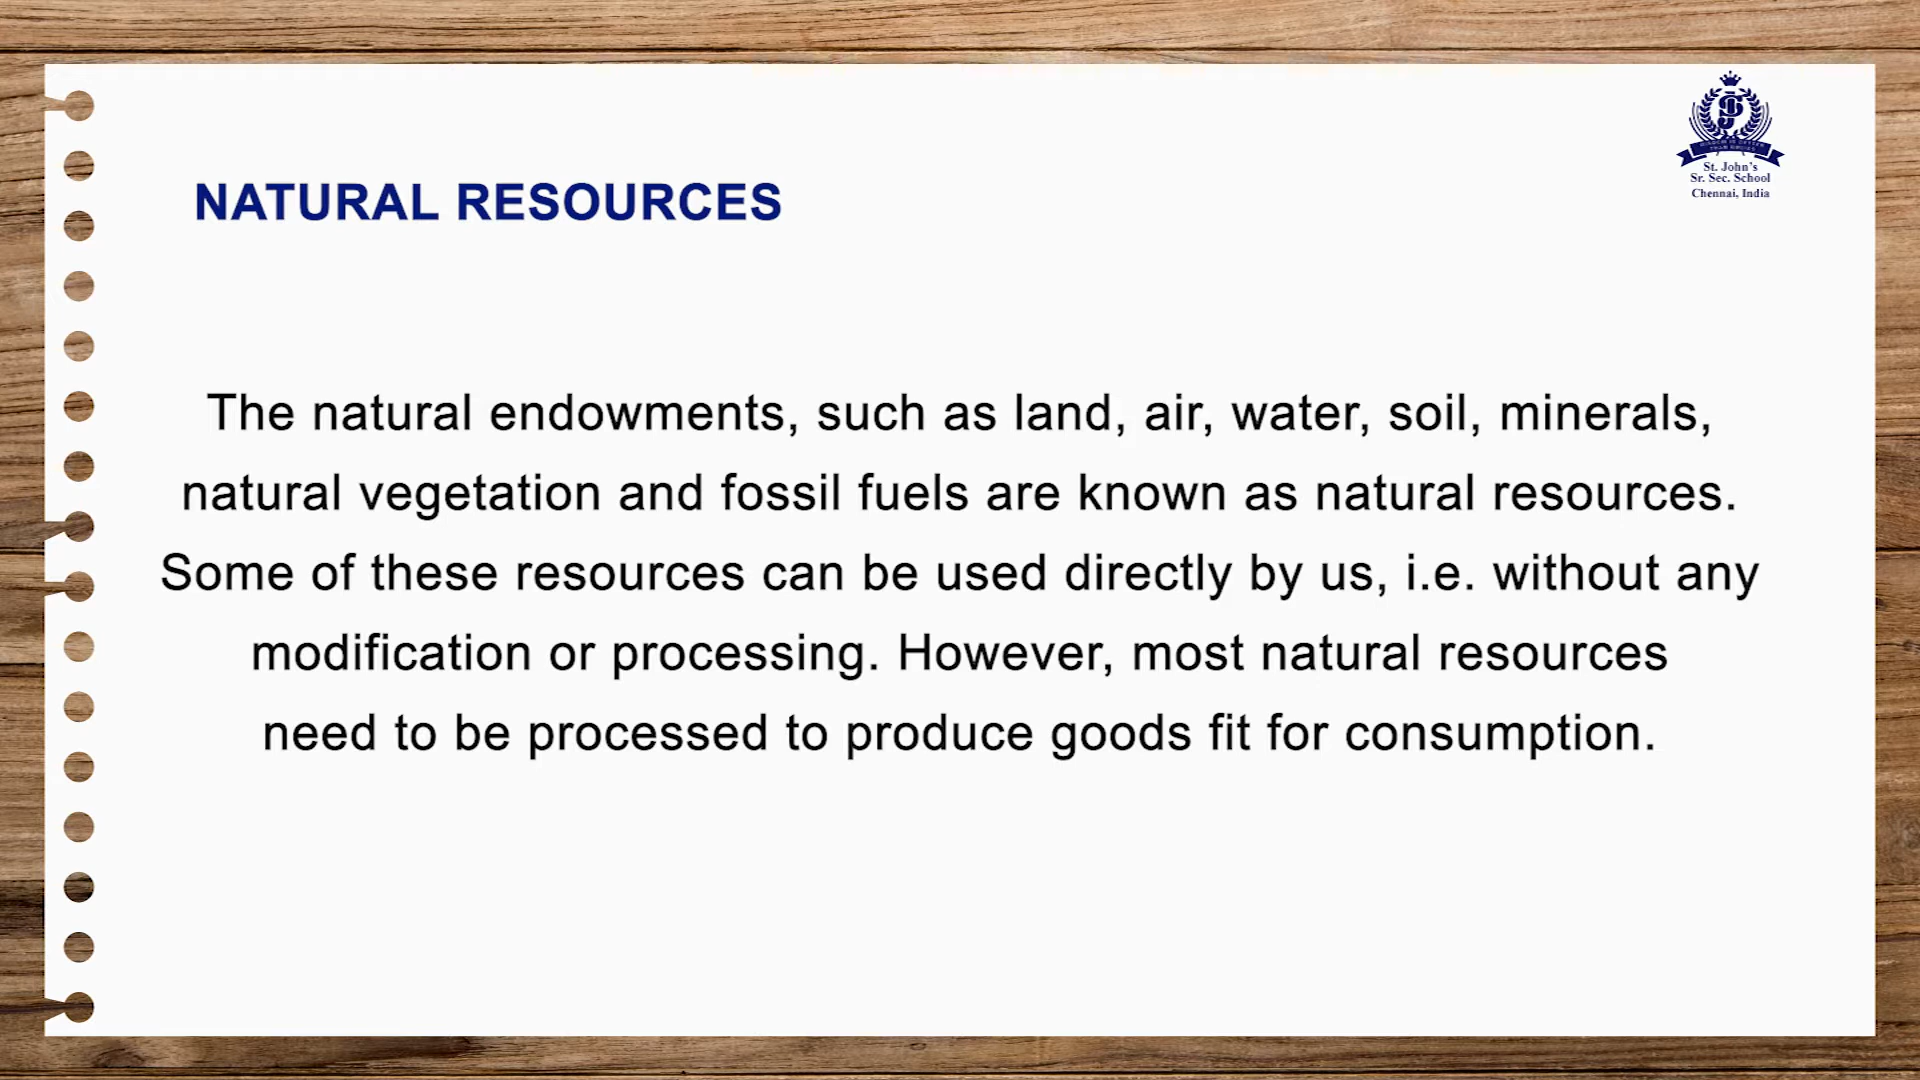 St. John's
Sr. Sec. School
Chennai, India
NATURAL RESOURCES
The natural endowments, such as land, air, water, soil, minerals,
natural vegetation and fossil fuels are known as natural resources.
Some of these resources can be used directly by us, i.e. without any
modification or processing. However, most natural resources
need to be processed to produce goods fit for consumption.